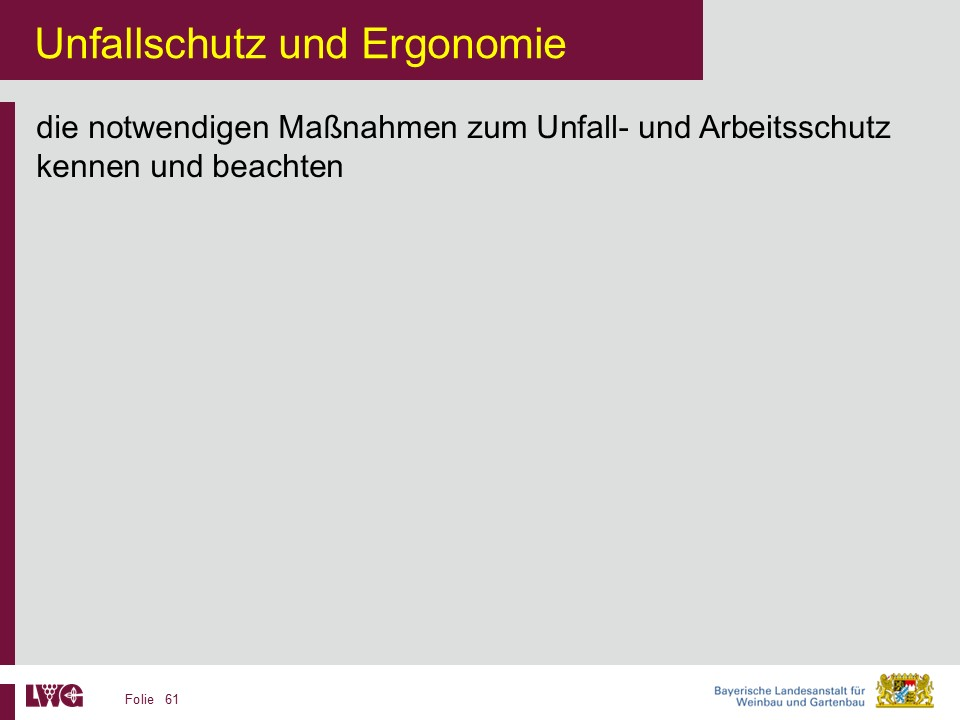 Unfallschutz und Ergonomie
die notwendigen Maßnahmen zum Unfall- und Arbeitsschutz
kennen und beachten
LWG
Folie 61
Bayerische Landesanstalt für
Weinbau und Gartenbau